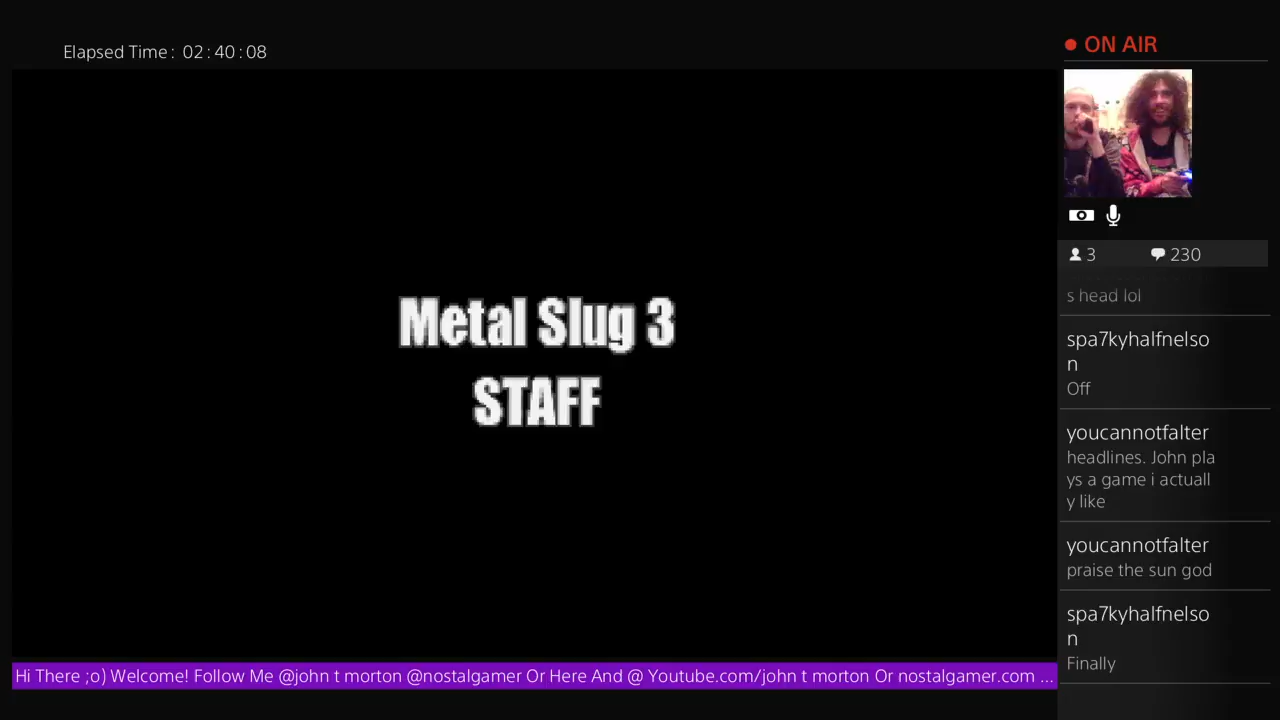 Elapsed Time: 02:40:08
ON AIR
3 230
s head lol
spa7kyhalfnelso
n
Off
youcannotfalter
headlines. John pla
ys a game i actuall
y like
youcannotfalter
praise the sun god
spa7kyhalfnelso
n
Finally
Metal Slug 3
STAFF
Hi There ;o) Welcome! Follow Me @john t morton @nostalgamer Or Here And @ Youtube.com/john t morton Or nostalgamer.com ...